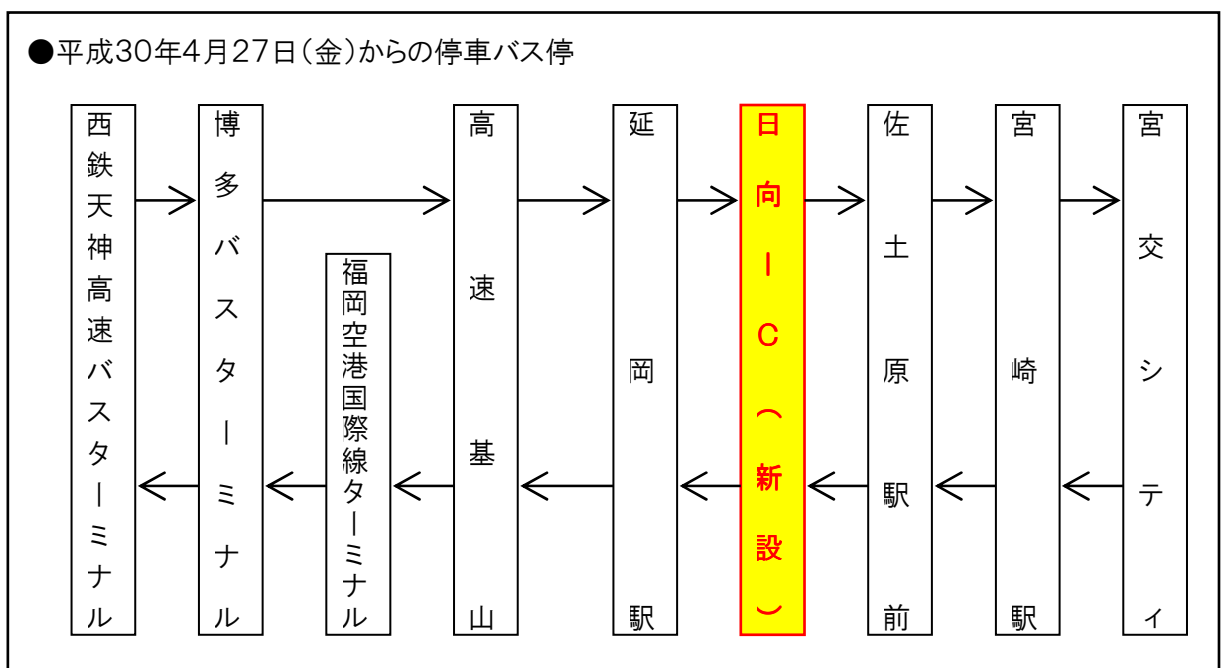 ●平成30年4月27日(金)からの停車バス停
西鉄天神高速バスターミナル
博多バスターミナル
福岡空港国際線ターミナル
高速基山
延岡駅
日向IC(新設)
佐土原駅前
宮崎駅
宮交シティ